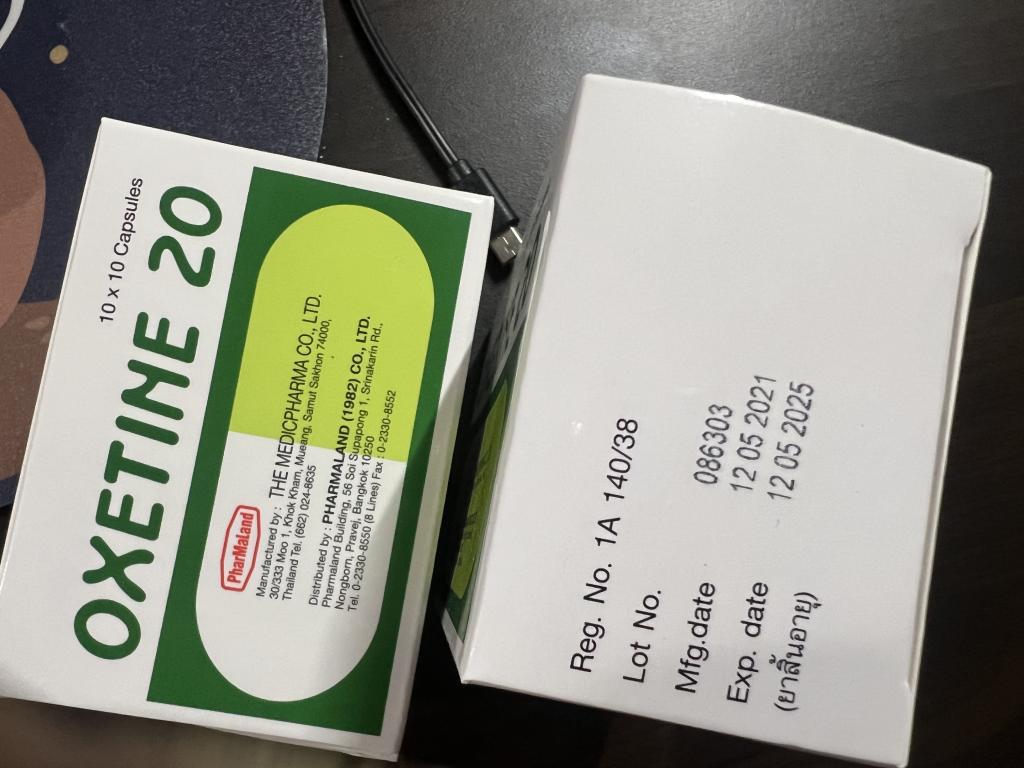 10 x 10 Capsules
OXETINE 20
PharMaLand
Manufactured by : THE MEDICPHARMA CO., LTD.
30/333 Moo 1, Khok Kham, Mueang, Samut Sakhon 74000,
Thailand Tel. (662) 024-8635
Distributed by : PHARMALAND (1982) CO., LTD.
Pharmaland Building, 56 Soi Supapong 1, Srinakarin Rd.,
Nongborn, Pravej, Bangkok 10250
Tel. 0-2330-8550 (8 Lines) Fax : 0-2330-8552
Reg. No. 1A 140/38
Lot No. 086303
Mfg.date 12 05 2021
Exp. date 12 05 2025
(ยาสิ้นอายุ)